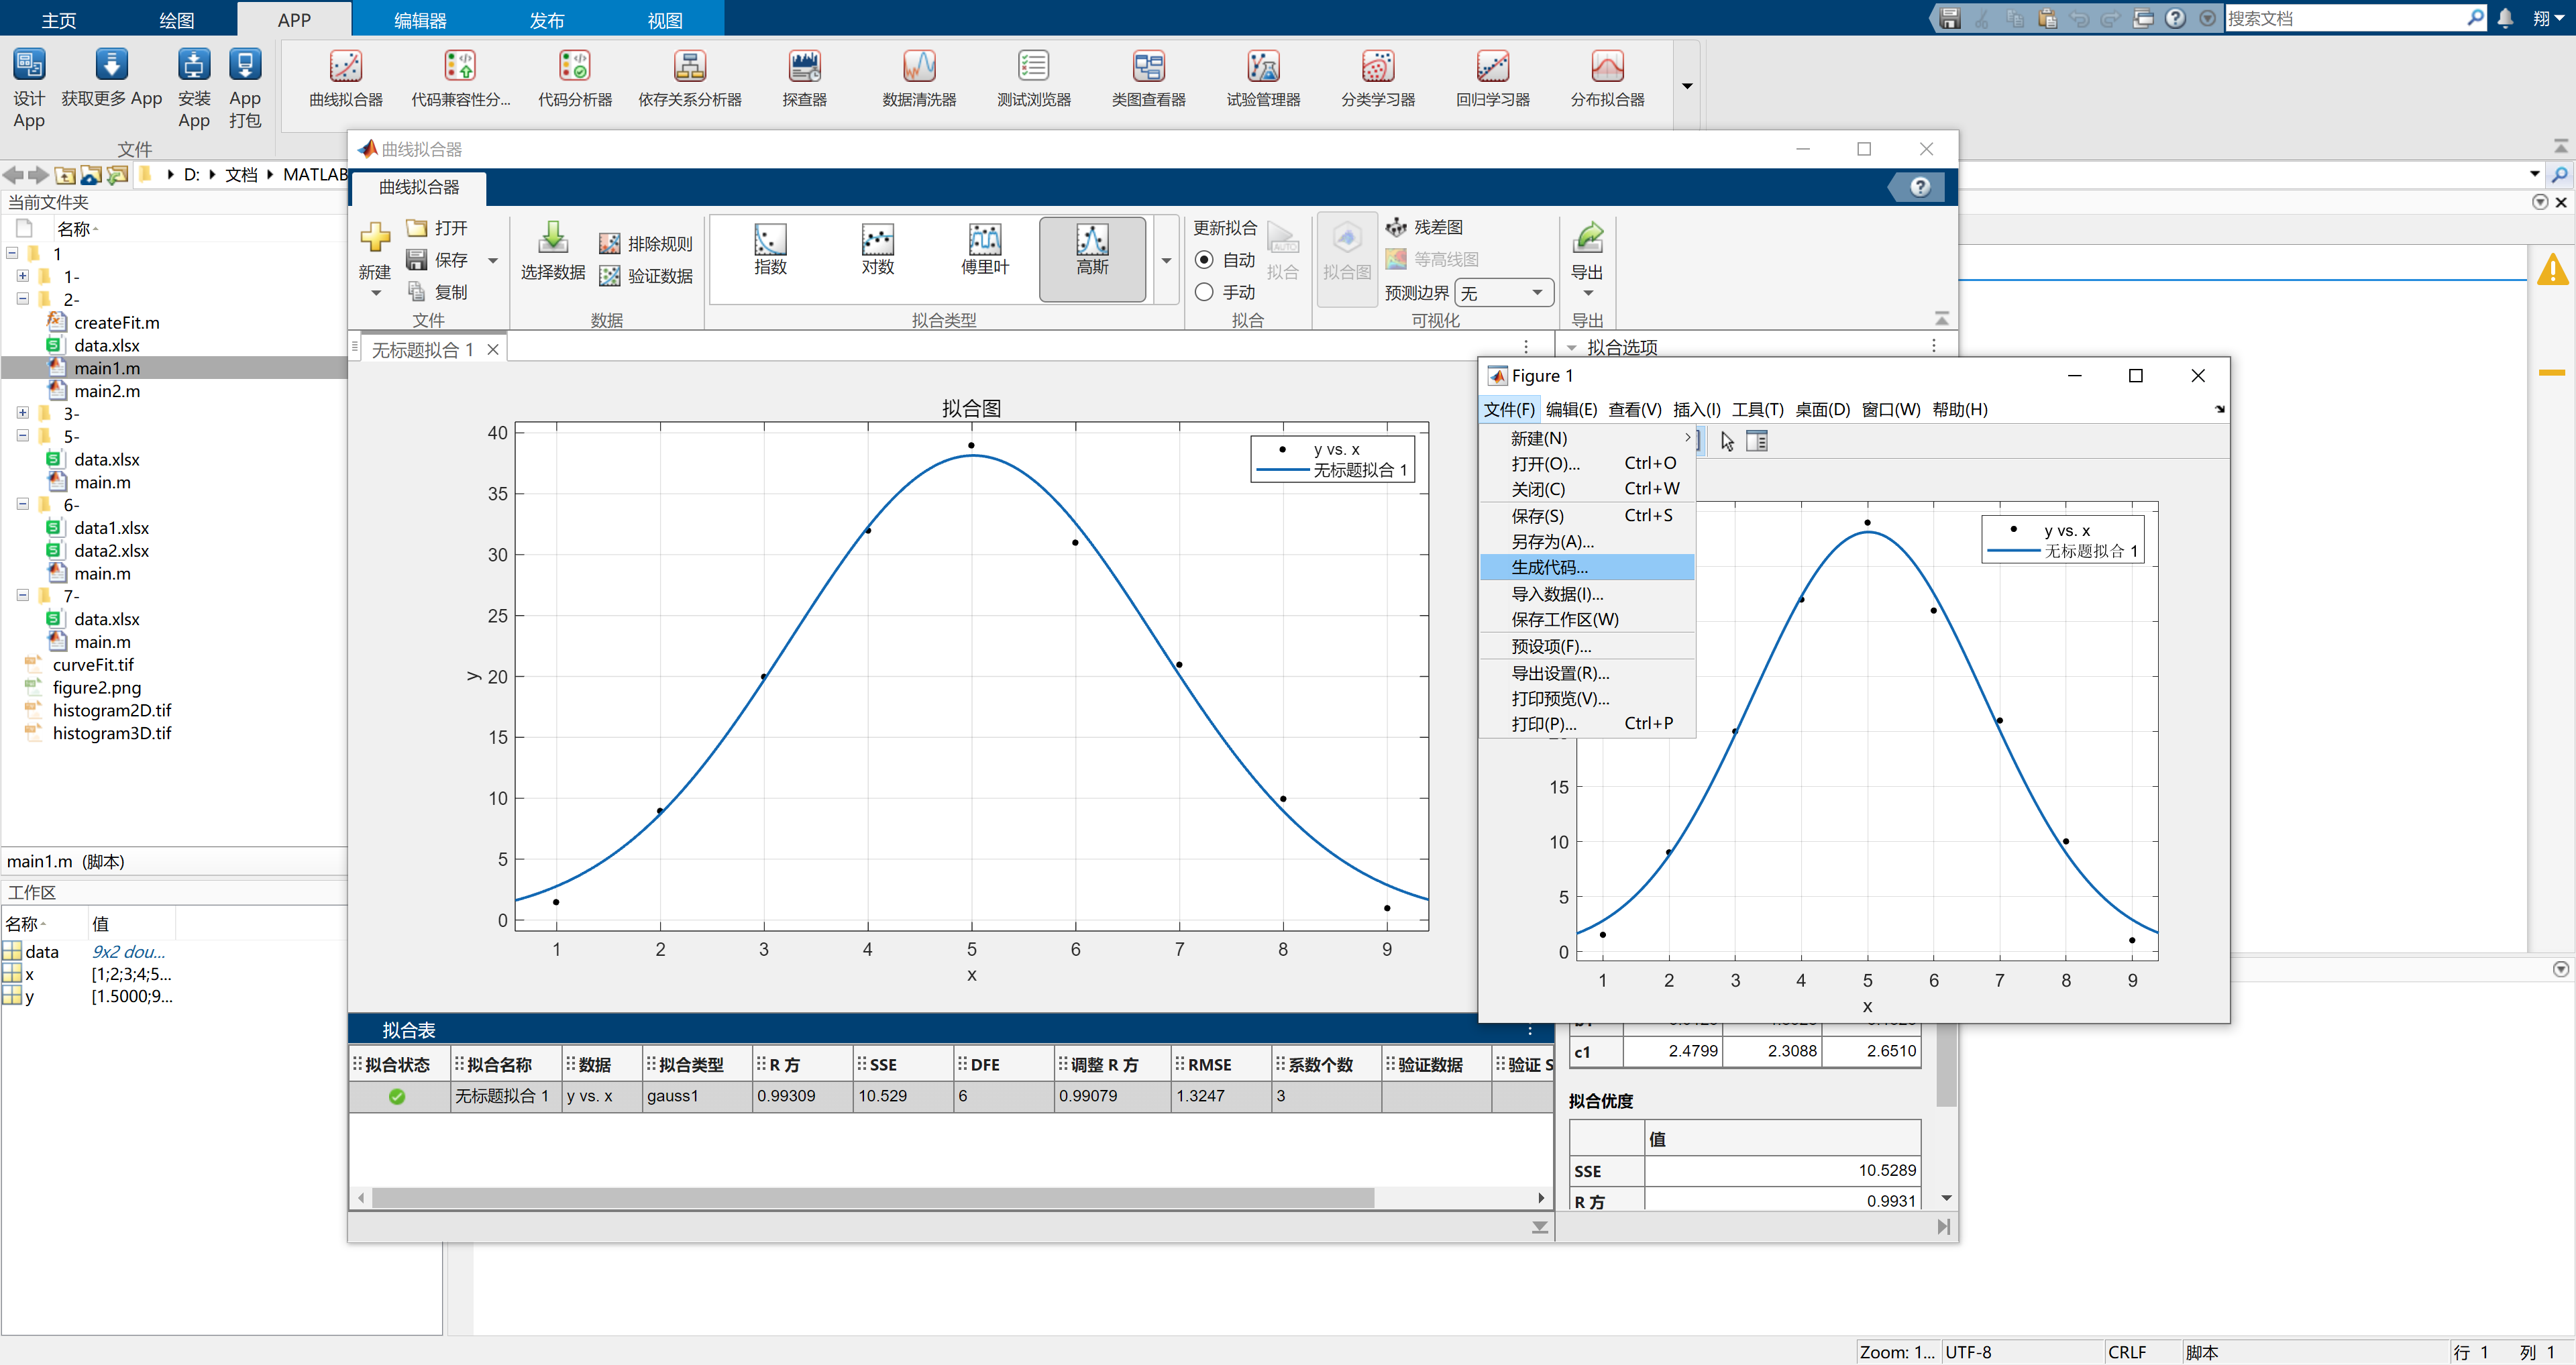 主页 绘图 APP 编辑器 发布 视图
搜索文档 翔
设计 App
获取更多 App
安装 App
App 打包
曲线拟合器
代码兼容性分...
代码分析器
依存关系分析器
探查器
数据清洗器
测试浏览器
类图查看器
试验管理器
分类学习器
回归学习器
分布拟合器
文件
D: 文档 MATLAB
当前文件夹
名称
1
1-
2-
createFit.m
data.xlsx
main1.m
main2.m
3-
5-
data.xlsx
main.m
6-
data1.xlsx
data2.xlsx
main.m
7-
data.xlsx
main.m
curveFit.tif
figure2.png
histogram2D.tif
histogram3D.tif
main1.m (脚本)
工作区
名称 值
data 9x2 dou...
x [1;2;3;4;5...
y [1.5000;9...
曲线拟合器
曲线拟合器
新建
打开
保存
复制
文件
选择数据
排除规则
验证数据
数据
指数 对数 傅里叶 高斯
拟合类型
更新拟合
自动
手动
AUTO
拟合
拟合
拟合图
残差图
等高线图
预测边界 无
可视化
导出
导出
无标题拟合 1
拟合选项
拟合图
y vs. x
无标题拟合 1
40
35
30
25
20
15
10
5
0
y
1 2 3 4 5 6 7 8 9
x
Figure 1
文件(F) 编辑(E) 查看(V) 插入(I) 工具(T) 桌面(D) 窗口(W) 帮助(H)
新建(N)
打开(O)... Ctrl+O
关闭(C) Ctrl+W
保存(S) Ctrl+S
另存为(A)...
生成代码...
导入数据(I)...
保存工作区(W)
预设项(F)...
导出设置(R)...
打印预览(V)...
打印(P)... Ctrl+P
y vs. x
无标题拟合 1
15
10
5
0
1 2 3 4 5 6 7 8 9
x
拟合表
拟合状态 拟合名称 数据 拟合类型 R 方 SSE DFE 调整 R 方 RMSE 系数个数 验证数据 验证 S
无标题拟合 1 y vs. x gauss1 0.99309 10.529 6 0.99079 1.3247 3
c1 2.4799 2.3088 2.6510
拟合优度
值
SSE 10.5289
R 方 0.9931
Zoom: 1... UTF-8 CRLF 脚本 行 1 列 1